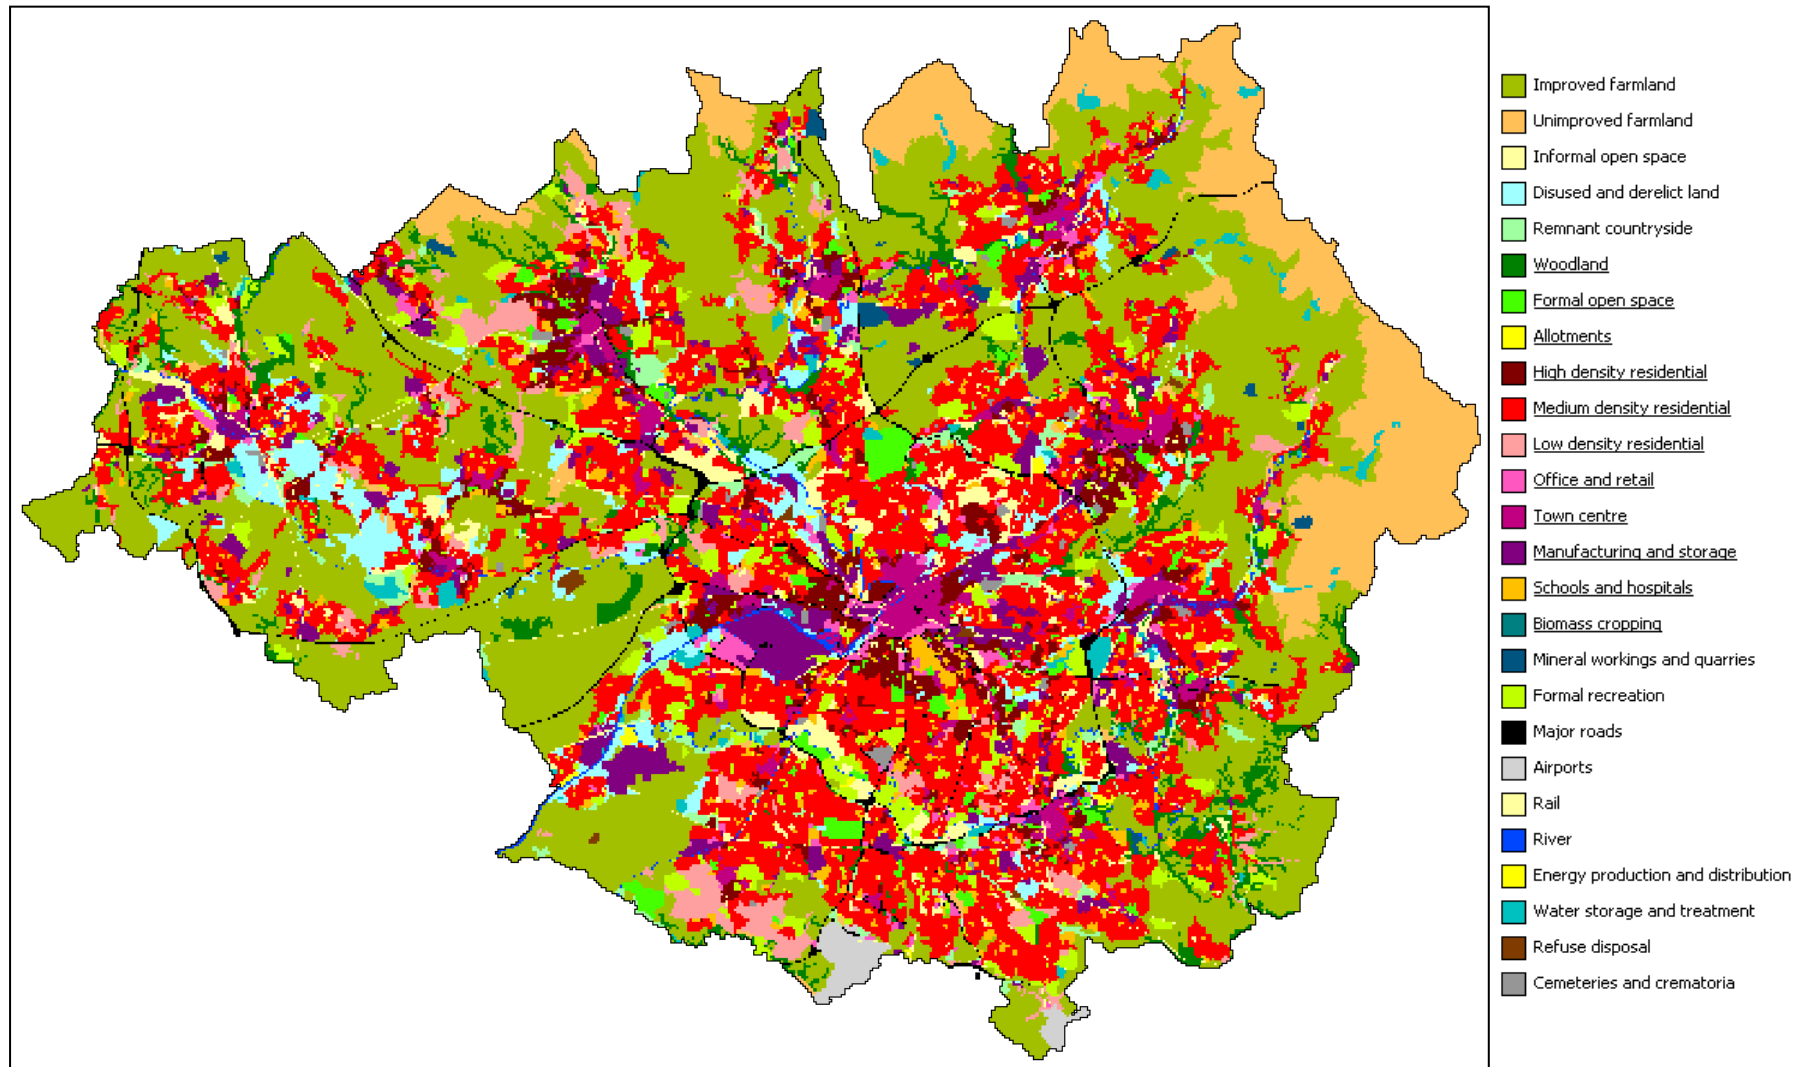 Improved farmland
Unimproved farmland
Informal open space
Disused and derelict land
Remnant countryside
Woodland
Formal open space
Allotments
High density residential
Medium density residential
Low density residential
Office and retail
Town centre
Manufacturing and storage
Schools and hospitals
Biomass cropping
Mineral workings and quarries
Formal recreation
Major roads
Airports
Rail
River
Energy production and distribution
Water storage and treatment
Refuse disposal
Cemeteries and crematoria